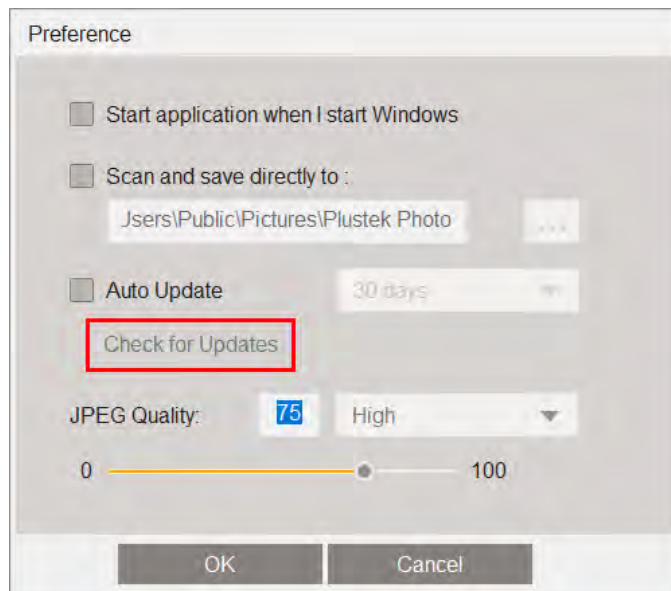 Preference
Start application when I start Windows
Scan and save directly to :
Jsers\Public\Pictures\Plustek Photo ...
Auto Update 30 days
Check for Updates
JPEG Quality: 75 High
0 100
OK Cancel